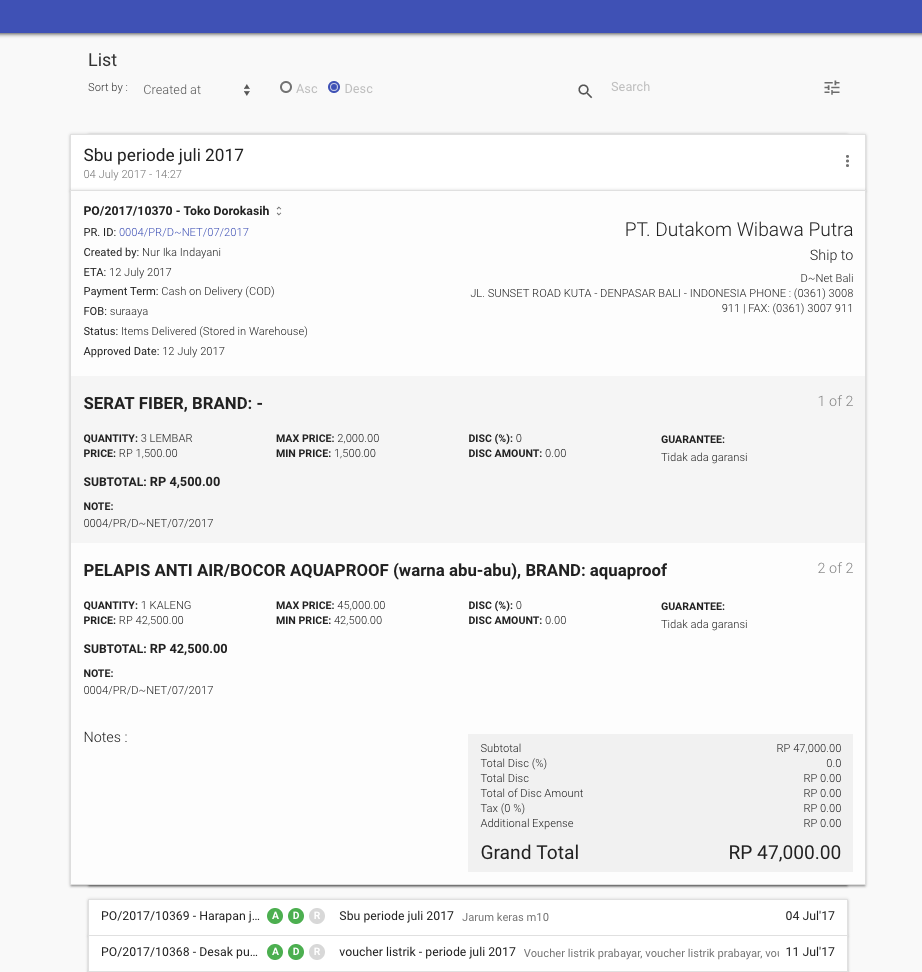 List
Sort by :
Created at
Asc
Desc
Search
Sbu periode juli 2017
04 July 2017 - 14:27
PO/2017/10370 - Toko Dorokasih
PR. ID: 0004/PR/D~NET/07/2017
Created by: Nur Ika Indayani
ETA: 12 July 2017
Payment Term: Cash on Delivery (COD)
FOB: suraaya
Status: Items Delivered (Stored in Warehouse)
Approved Date: 12 July 2017
PT. Dutakom Wibawa Putra
Ship to
D~Net Bali
JL. SUNSET ROAD KUTA - DENPASAR BALI - INDONESIA PHONE : (0361) 3008
911 | FAX: (0361) 3007 911
SERAT FIBER, BRAND: -
1 of 2
QUANTITY: 3 LEMBAR
PRICE: RP 1,500.00
MAX PRICE: 2,000.00
MIN PRICE: 1,500.00
DISC (%): 0
DISC AMOUNT: 0.00
GUARANTEE:
Tidak ada garansi
SUBTOTAL: RP 4,500.00
NOTE:
0004/PR/D~NET/07/2017
PELAPIS ANTI AIR/BOCOR AQUAPROOF (warna abu-abu), BRAND: aquaproof
2 of 2
QUANTITY: 1 KALENG
PRICE: RP 42,500.00
MAX PRICE: 45,000.00
MIN PRICE: 42,500.00
DISC (%): 0
DISC AMOUNT: 0.00
GUARANTEE:
Tidak ada garansi
SUBTOTAL: RP 42,500.00
NOTE:
0004/PR/D~NET/07/2017
Notes :
Subtotal RP 47,000.00
Total Disc (%) 0.0
Total Disc RP 0.00
Total of Disc Amount RP 0.00
Tax (0 %) RP 0.00
Additional Expense RP 0.00
Grand Total RP 47,000.00
PO/2017/10369 - Harapan j... A D R Sbu periode juli 2017 Jarum keras m10 04 Jul'17
PO/2017/10368 - Desak pu... A D R voucher listrik - periode juli 2017 Voucher listrik prabayar, voucher listrik prabayar, vou 11 Jul'17